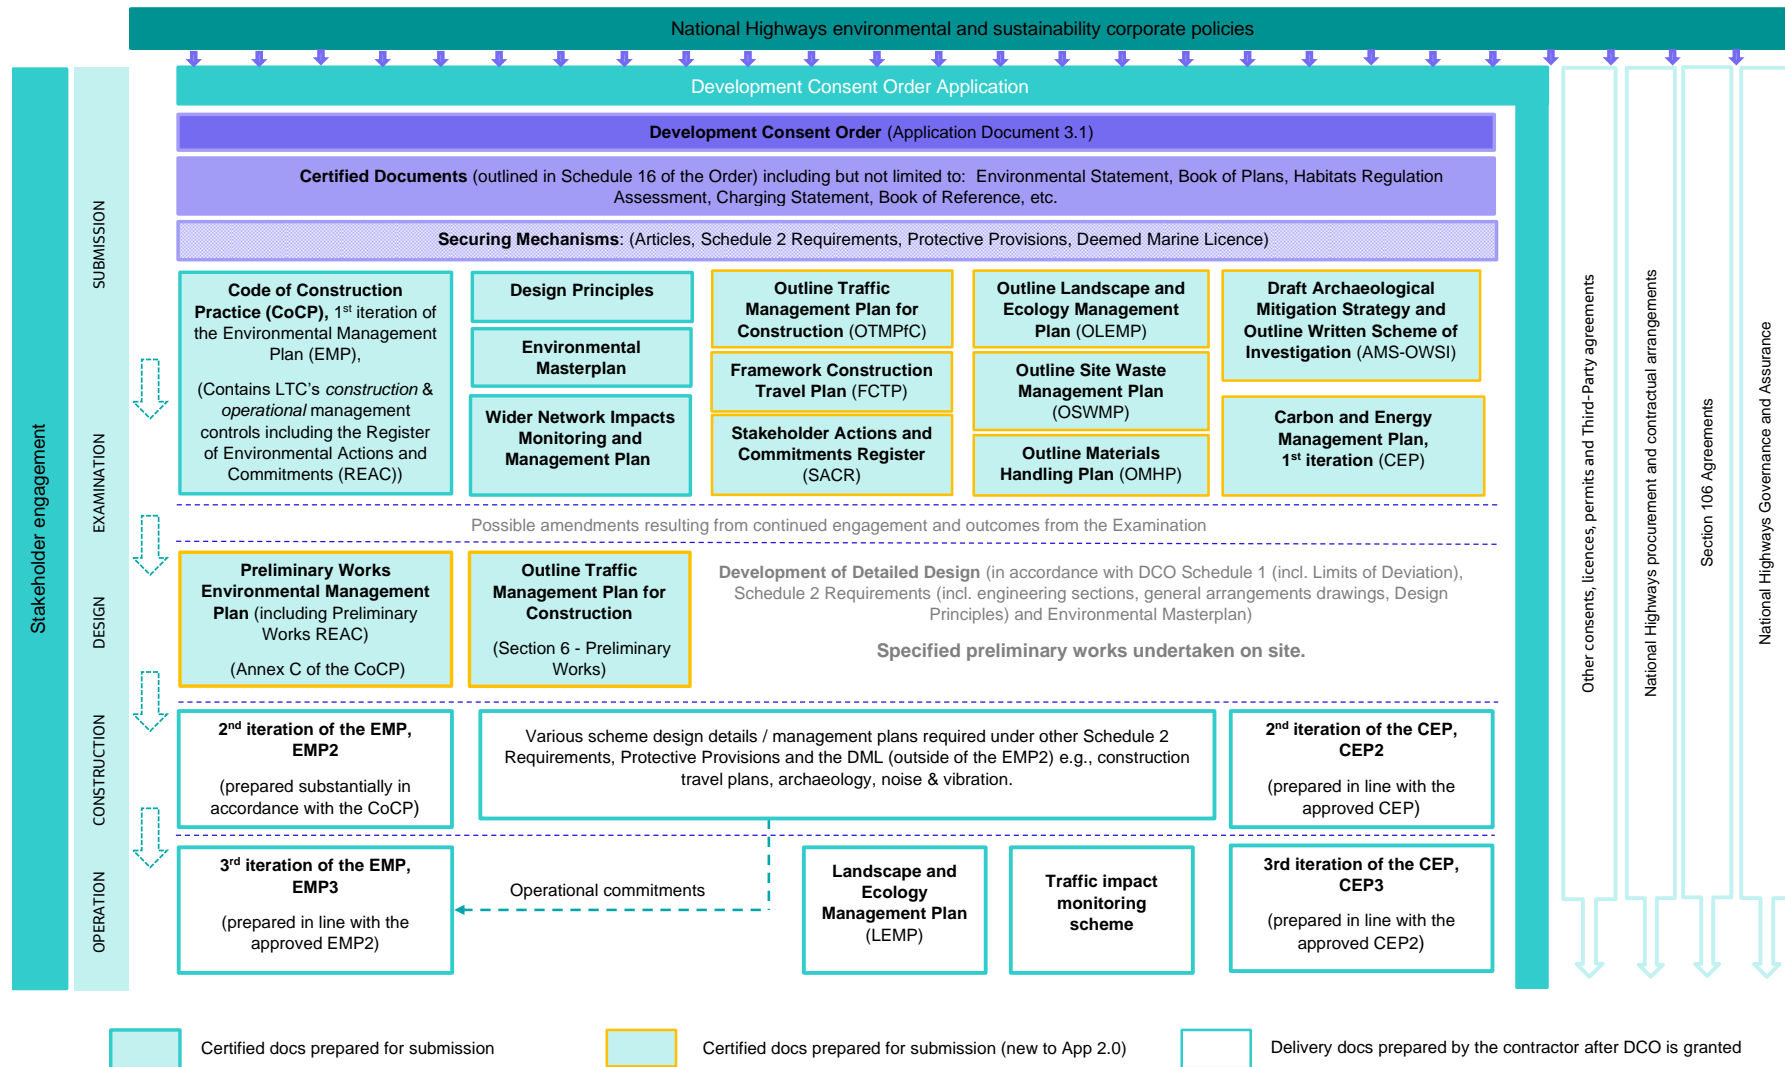 National Highways environmental and sustainability corporate policies
Development Consent Order Application
Development Consent Order (Application Document 3.1)
Certified Documents (outlined in Schedule 16 of the Order) including but not limited to: Environmental Statement, Book of Plans, Habitats Regulation
Assessment, Charging Statement, Book of Reference, etc.
Securing Mechanisms: (Articles, Schedule 2 Requirements, Protective Provisions, Deemed Marine Licence)
Stakeholder engagement
SUBMISSION
EXAMINATION
DESIGN
CONSTRUCTION
OPERATION
Code of Construction
Practice (CoCP), 1st iteration of
the Environmental Management
Plan (EMP),
(Contains LTC's construction &
operational management
controls including the Register
of Environmental Actions and
Commitments (REAC))
Design Principles
Environmental
Masterplan
Wider Network Impacts
Monitoring and
Management Plan
Outline Traffic
Management Plan for
Construction (OTMPfC)
Framework Construction
Travel Plan (FCTP)
Stakeholder Actions and
Commitments Register
(SACR)
Outline Landscape and
Ecology Management
Plan (OLEMP)
Outline Site Waste
Management Plan
(OSWMP)
Outline Materials
Handling Plan (OMHP)
Draft Archaeological
Mitigation Strategy and
Outline Written Scheme of
Investigation (AMS-OWSI)
Carbon and Energy
Management Plan,
1st iteration (CEP)
Possible amendments resulting from continued engagement and outcomes from the Examination
Preliminary Works
Environmental Management
Plan (including Preliminary
Works REAC)
(Annex C of the CoCP)
Outline Traffic
Management Plan for
Construction
(Section 6 - Preliminary
Works)
Development of Detailed Design (in accordance with DCO Schedule 1 (incl. Limits of Deviation),
Schedule 2 Requirements (incl. engineering sections, general arrangements drawings, Design
Principles) and Environmental Masterplan)
Specified preliminary works undertaken on site.
2nd iteration of the EMP,
EMP2
(prepared substantially in
accordance with the CoCP)
Various scheme design details / management plans required under other Schedule 2
Requirements, Protective Provisions and the DML (outside of the EMP2) e.g., construction
travel plans, archaeology, noise & vibration.
2nd iteration of the CEP,
CEP2
(prepared in line with the
approved CEP)
3rd iteration of the EMP,
EMP3
(prepared in line with the
approved EMP2)
Operational commitments
Landscape and
Ecology
Management Plan
(LEMP)
Traffic impact
monitoring
scheme
3rd iteration of the CEP,
CEP3
(prepared in line with the
approved CEP2)
Other consents, licences, permits and Third-Party agreements
National Highways procurement and contractual arrangements
Section 106 Agreements
National Highways Governance and Assurance
Certified docs prepared for submission
Certified docs prepared for submission (new to App 2.0)
Delivery docs prepared by the contractor after DCO is granted